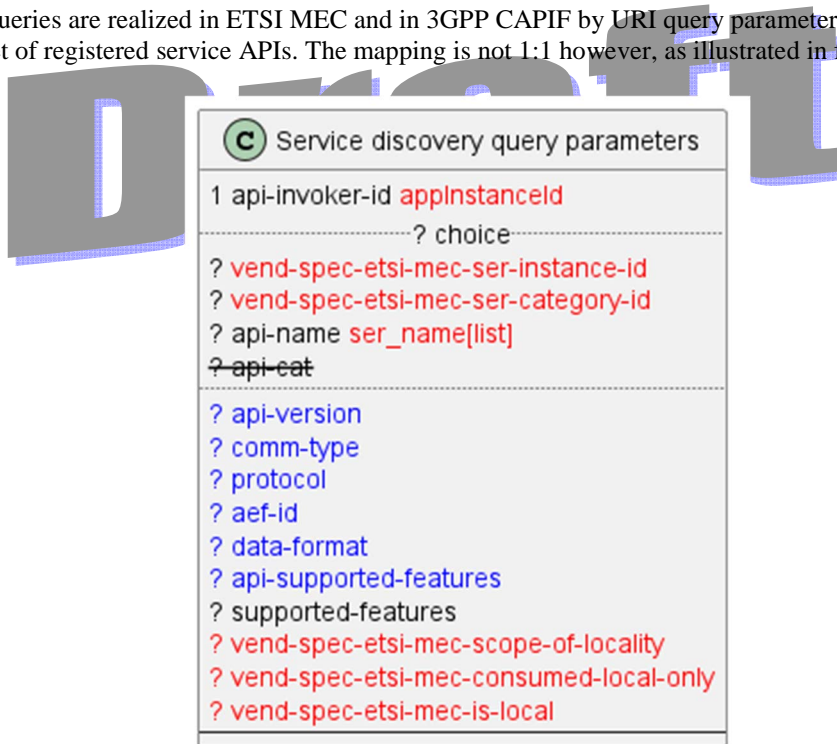 ueries are realized in ETSI MEC and in 3GPP CAPIF by URI query parameter
t of registered service APIs. The mapping is not 1:1 however, as illustrated in f
Draft
C Service discovery query parameters
1 api-invoker-id appInstanceId
? choice
? vend-spec-etsi-mec-ser-instance-id
? vend-spec-etsi-mec-ser-category-id
? api-name ser_name[list]
? api-cat
? api-version
? comm-type
? protocol
? aef-id
? data-format
? api-supported-features
? supported-features
? vend-spec-etsi-mec-scope-of-locality
? vend-spec-etsi-mec-consumed-local-only
? vend-spec-etsi-mec-is-local